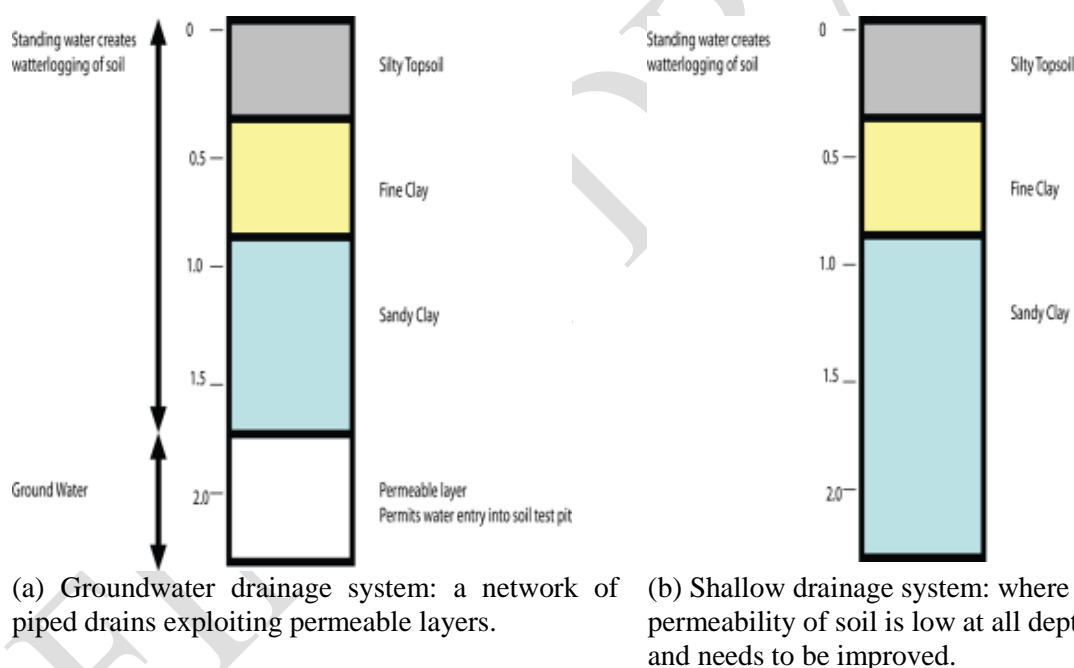 Standing water creates
watterlogging of soil
0
Silty Topsoil
0.5
Fine Clay
1.0
Sandy Clay
1.5
Ground Water
2.0
Permeable layer
Permits water entry into soil test pit
(a) Groundwater drainage system: a network of
piped drains exploiting permeable layers.
Standing water creates
watterlogging of soil
0
Silty Topsoil
0.5
Fine Clay
1.0
Sandy Clay
1.5
2.0
(b) Shallow drainage system: where
permeability of soil is low at all dept
and needs to be improved.